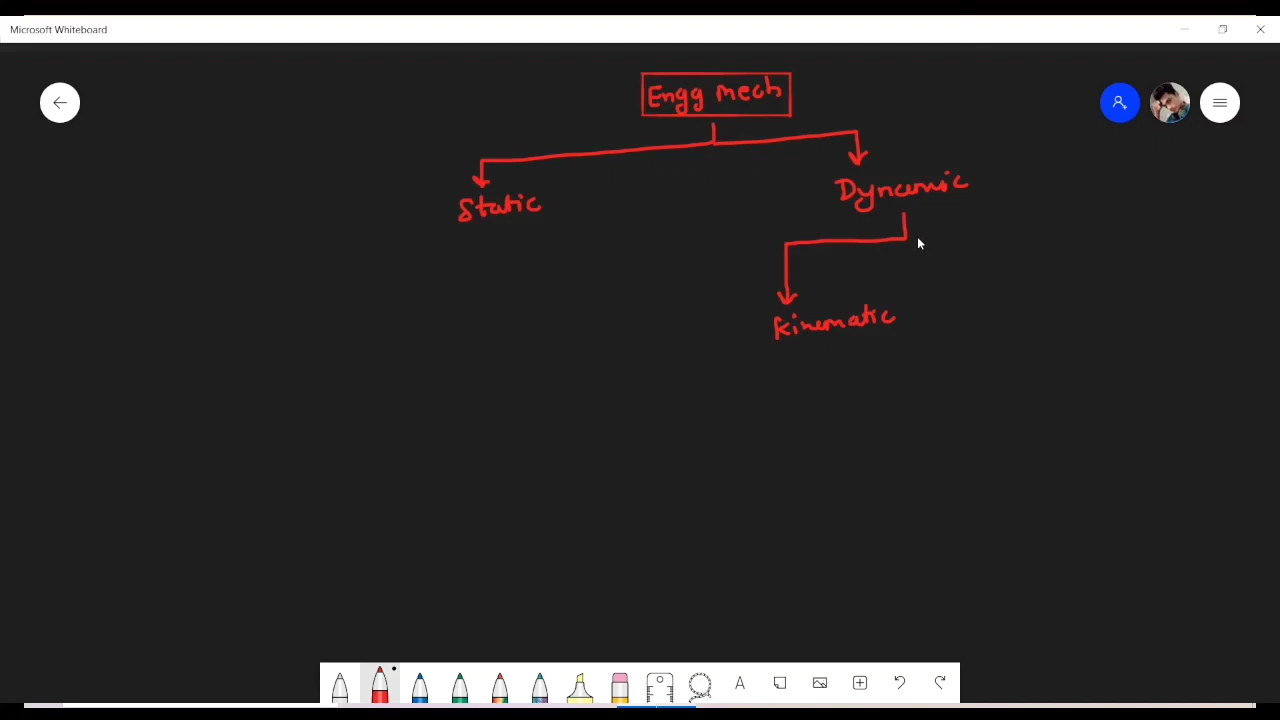 Microsoft Whiteboard
Engg mech
Static
Dynamic
Kinematic
A